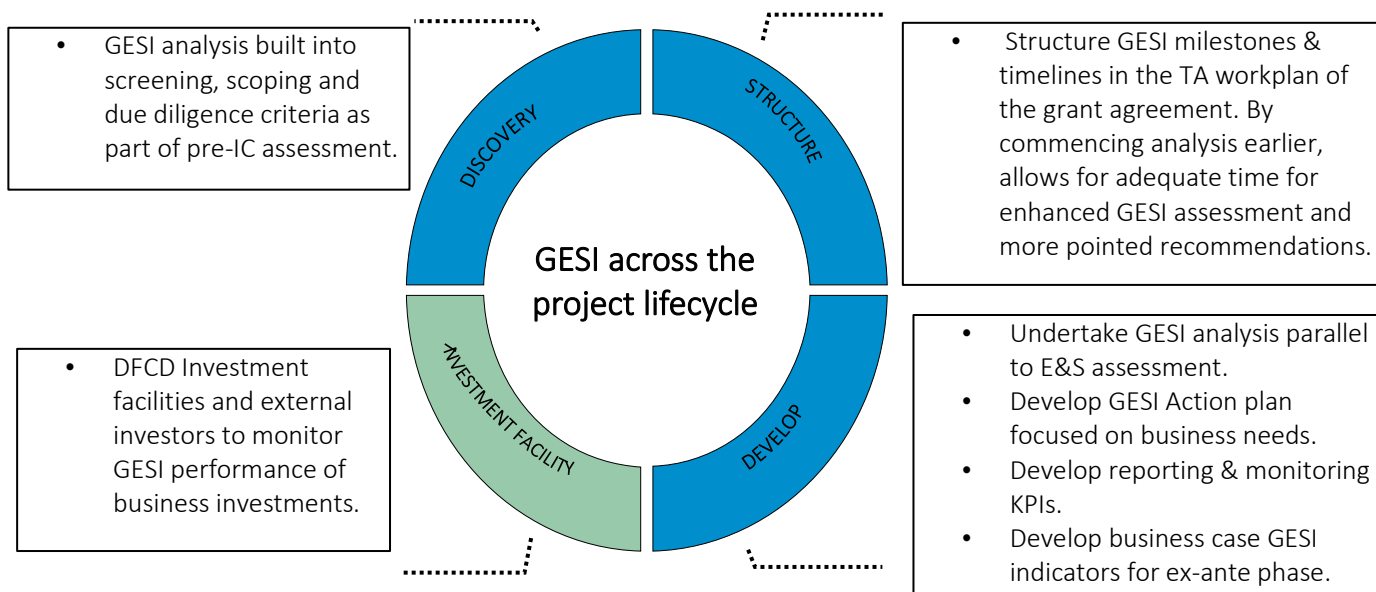 • GESI analysis built into
screening, scoping and
due diligence criteria as
part of pre-IC assessment.
DISCOVERY
STRUCTURE
• Structure GESI milestones &
timelines in the TA workplan of
the grant agreement. By
commencing analysis earlier,
allows for adequate time for
enhanced GESI assessment and
more pointed recommendations.
GESI across the
project lifecycle
• DFCD Investment
facilities and external
investors to monitor
GESI performance of
business investments.
INVESTMENT FACILITY
DEVELOP
• Undertake GESI analysis parallel
to E&S assessment.
• Develop GESI Action plan
focused on business needs.
• Develop reporting & monitoring
KPIs.
• Develop business case GESI
indicators for ex-ante phase.